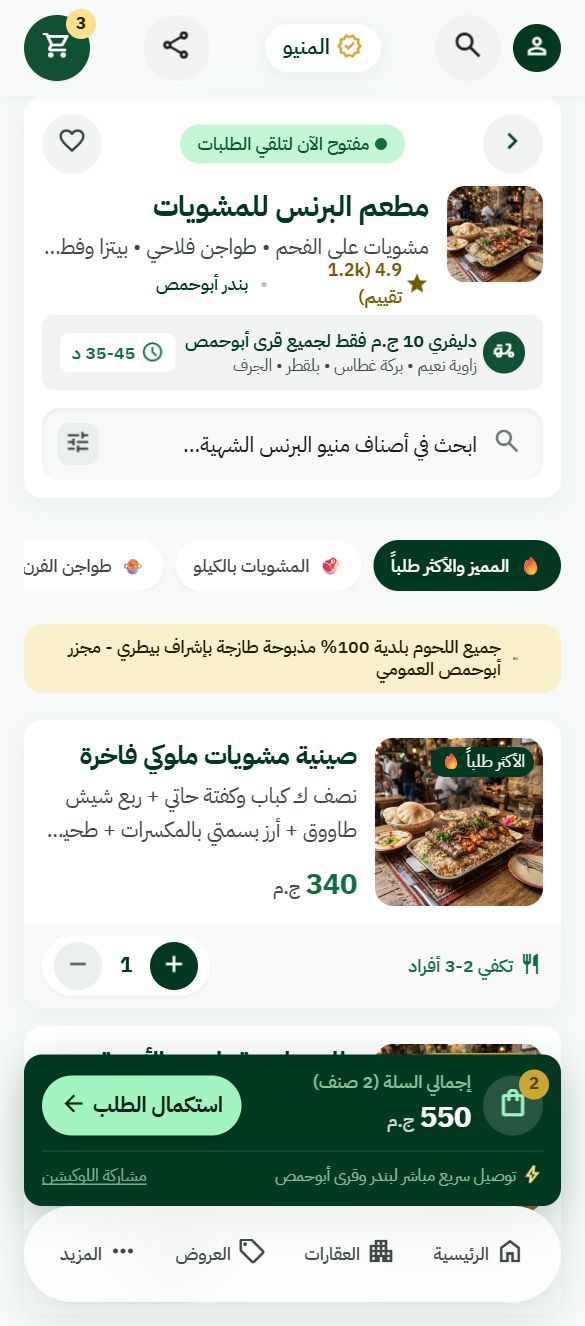 3
المنيو
مفتوح الآن لتلقي الطلبات
مطعم البرنس للمشويات
مشويات على الفحم • طواجن فلاحي • بيتزا وفط...
4.9 (1.2k
تقييم)
بندر أبوحمص
دليفري 10 ج.م فقط لجميع قرى أبوحمص
زاوية نعيم • بركة غطاس • بلقطر • الجرف
35-45 د
ابحث في أصناف منيو البرنس الشهية...
المميز والأكثر طلباً
المشويات بالكيلو
طواجن الفرن
جميع اللحوم بلدية 100% مذبوحة طازجة بإشراف بيطري - مجزر
أبوحمص العمومي
الأكثر طلباً
صينية مشويات ملوكي فاخرة
نصف ك كباب وكفتة حاتي + ربع شيش
طاووق + أرز بسمتي بالمكسرات + طحيـ...
340 ج.م
تكفي 2-3 أفراد
+ 1 −
2
إجمالي السلة (2 صنف)
550 ج.م
استكمال الطلب
توصيل سريع مباشر لبندر وقرى أبوحمص
مشاركة اللوكيشن
الرئيسية
العقارات
العروض
المزيد